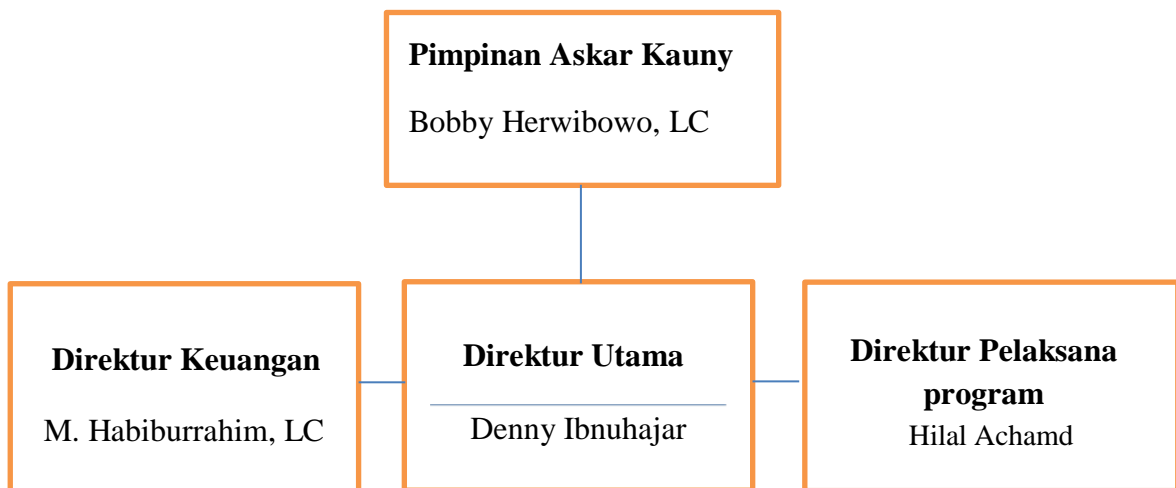 Pimpinan Askar Kauny
Bobby Herwibowo, LC
Direktur Keuangan
M. Habiburrahim, LC
Direktur Utama
Denny Ibnuhajar
Direktur Pelaksana
program
Hilal Achamd